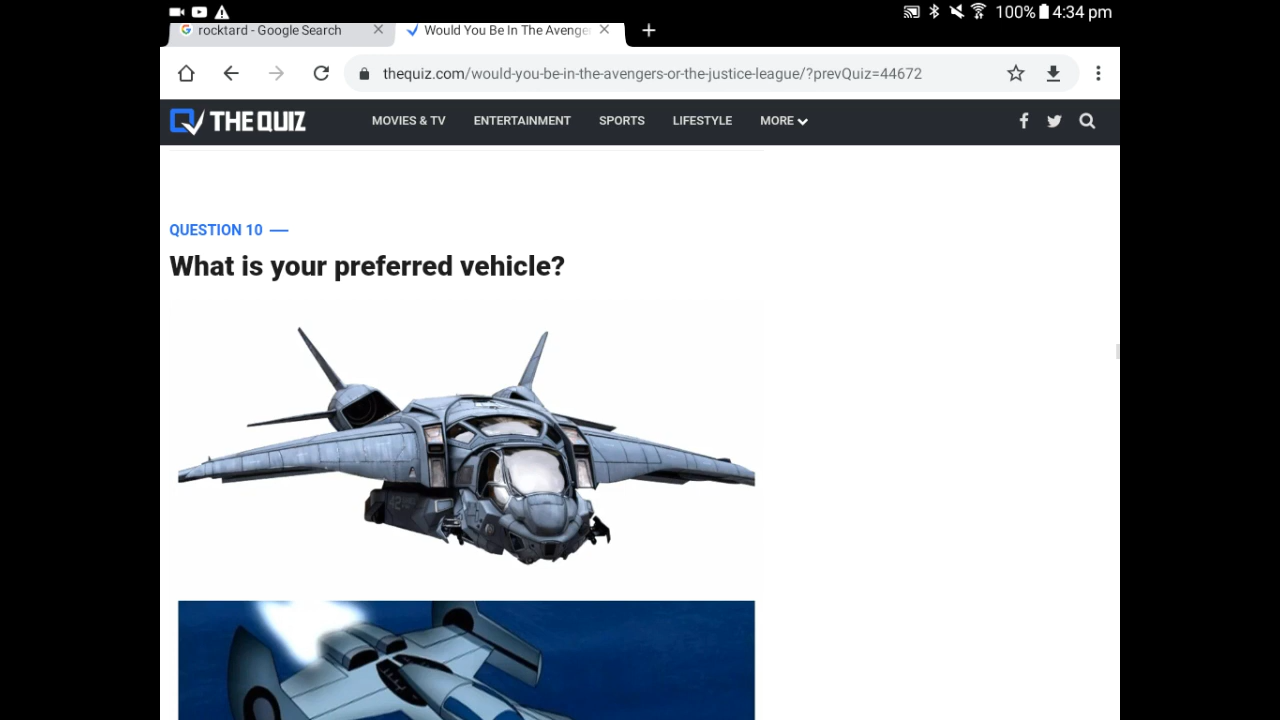 100% 4:34 pm
rocktard - Google Search
Would You Be In The Avenge
thequiz.com/would-you-be-in-the-avengers-or-the-justice-league/?prevQuiz=44672
THE QUIZ MOVIES & TV ENTERTAINMENT SPORTS LIFESTYLE MORE
QUESTION 10 —
What is your preferred vehicle?